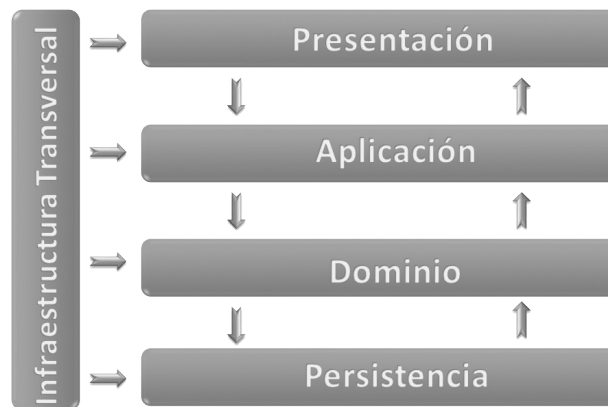 Infraestructura Transversal
Presentación
Aplicación
Dominio
Persistencia